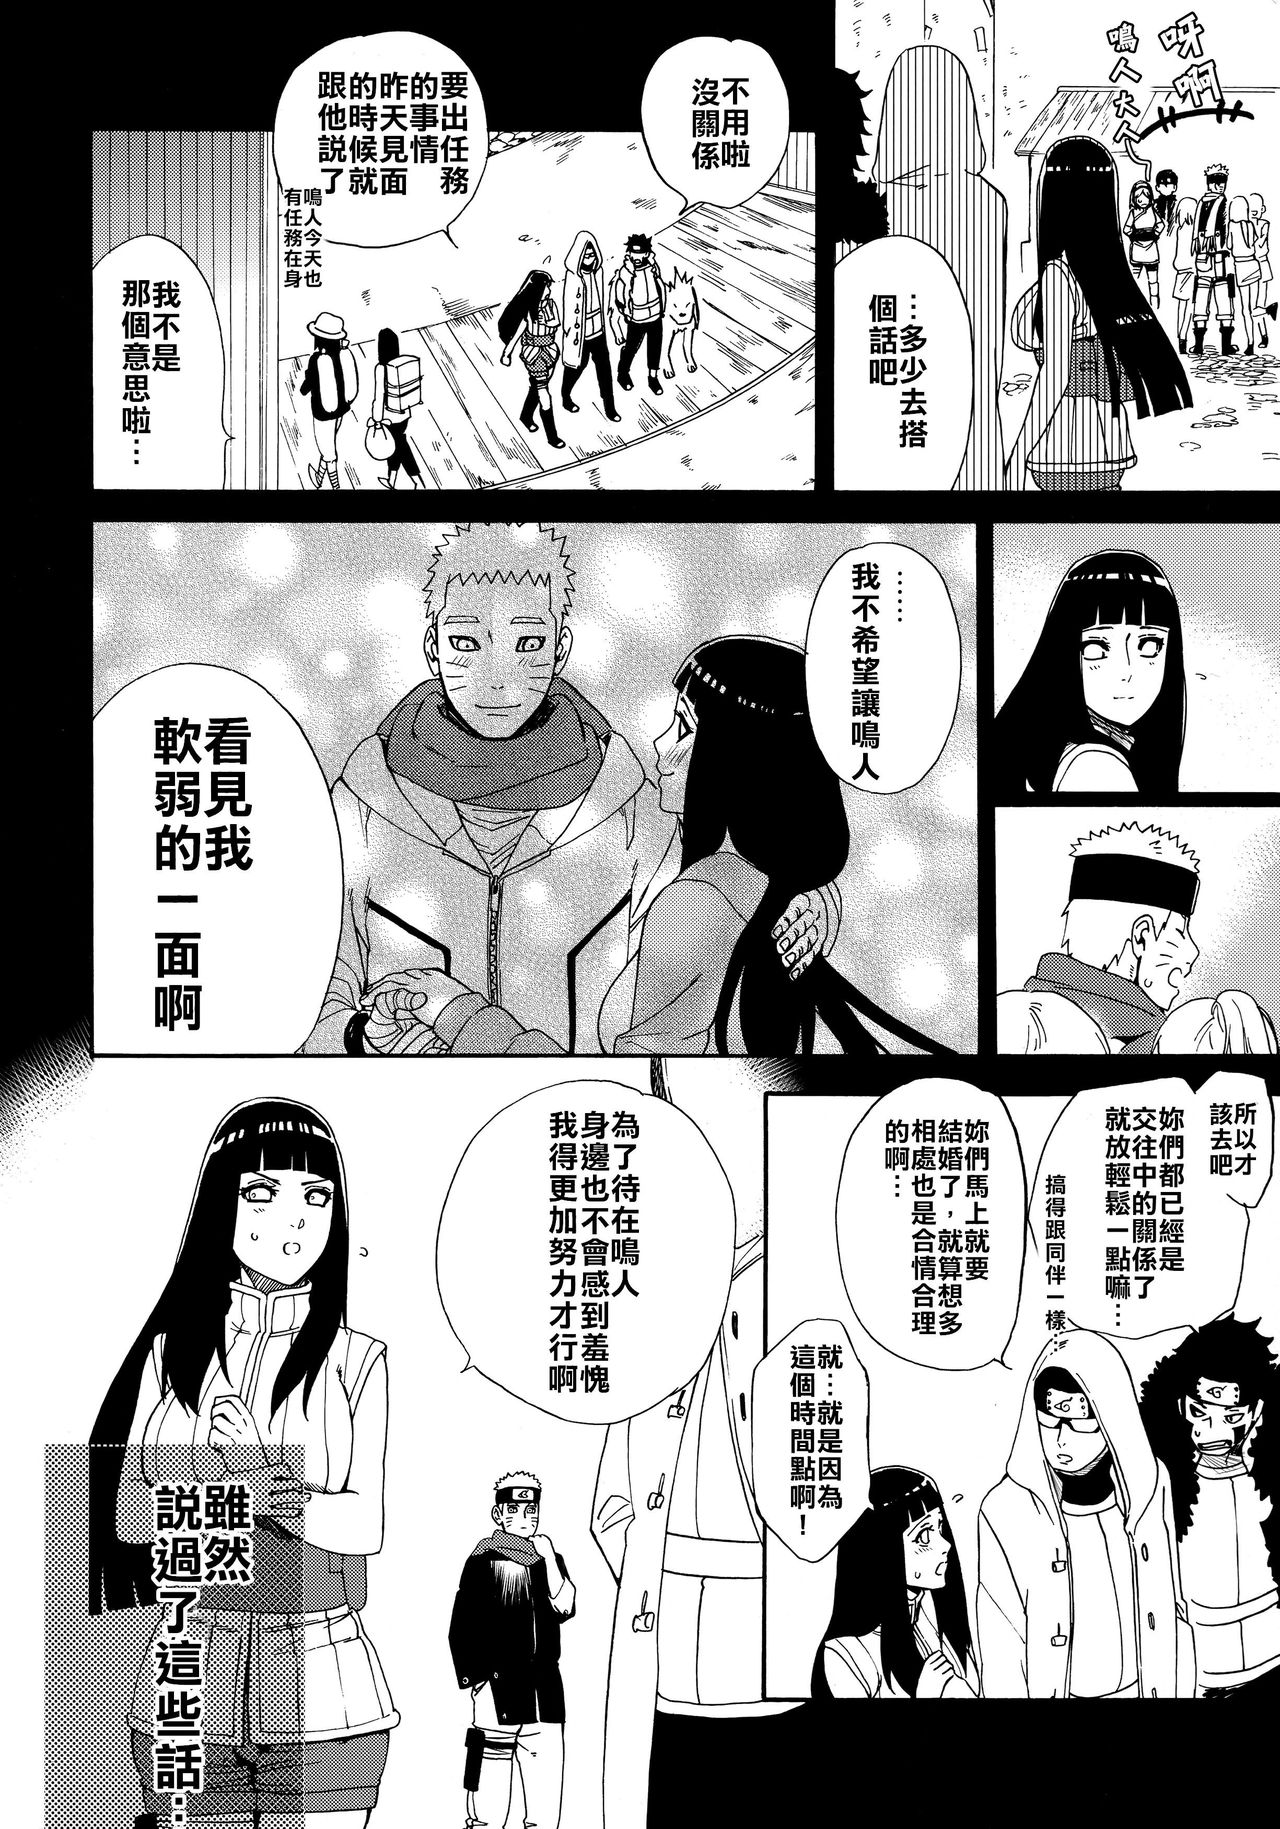 呀啊
鳴人大人
…多少去搭
個話吧
不用啦
沒關係
要出任務
的事情
昨天見面
的時候就
跟他説了
鳴人今天也
有任務在身
我不是
那個意思啦…
……
我不希望讓鳴人
看見我
軟弱的一面啊
所以才
該去吧
妳們都已經是
交往中的關係了
就放輕鬆一點嘛…
搞得跟同伴一樣…
妳們馬上就要
結婚了，就算想多
相處也是合情合理
的啊…
就…就是因為
這個時間點啊！
為了待在鳴人
身邊也不會感到羞愧
我得更加努力才行啊
雖然
説過了這些話…